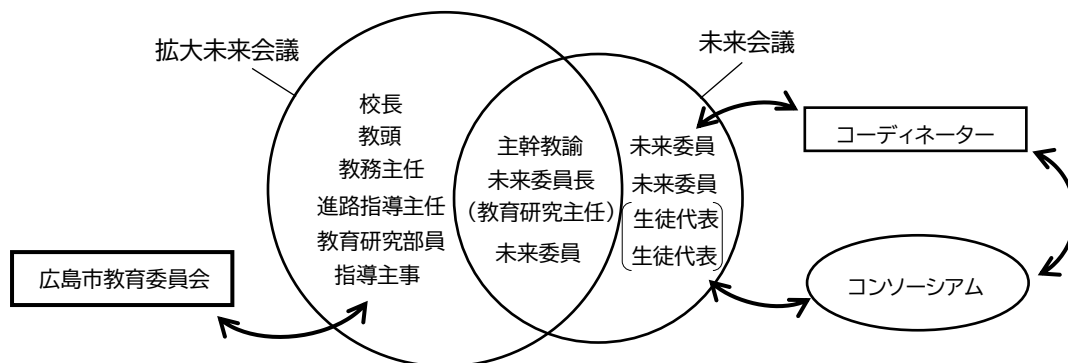 拡大未来会議
未来会議
校長
教頭
教務主任
進路指導主任
教育研究部員
指導主事
主幹教諭
未来委員長
（教育研究主任）
未来委員
未来委員
未来委員
生徒代表
生徒代表
コーディネーター
コンソーシアム
広島市教育委員会